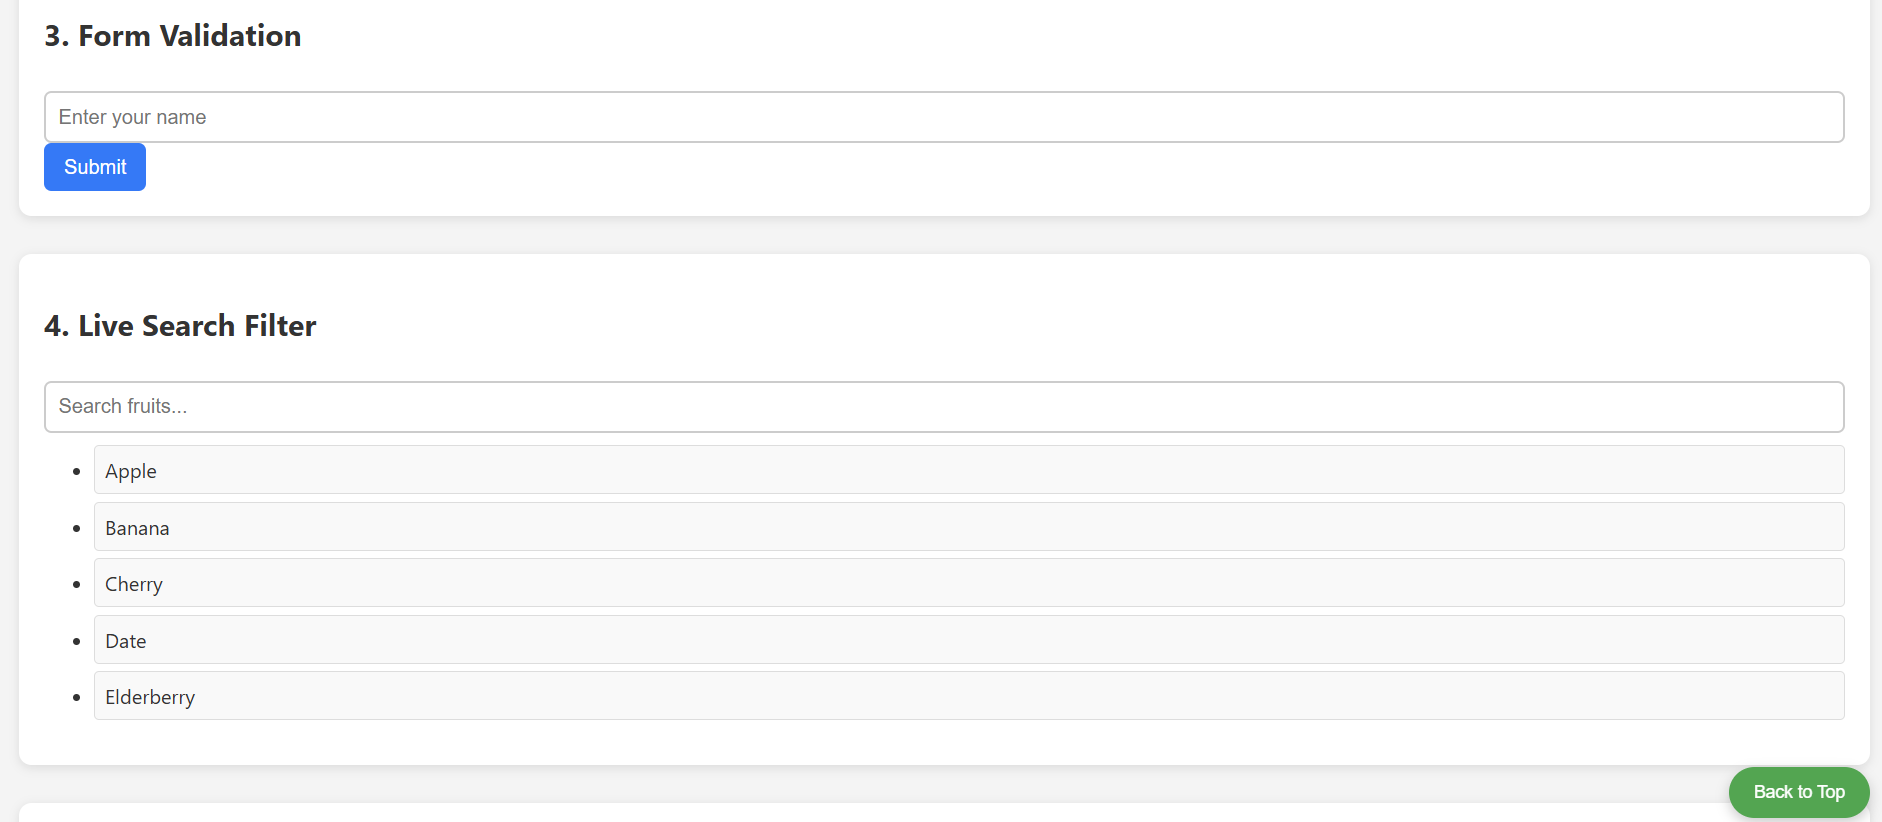 3. Form Validation
Enter your name
Submit
4. Live Search Filter
Search fruits...
Apple
Banana
Cherry
Date
Elderberry
Back to Top